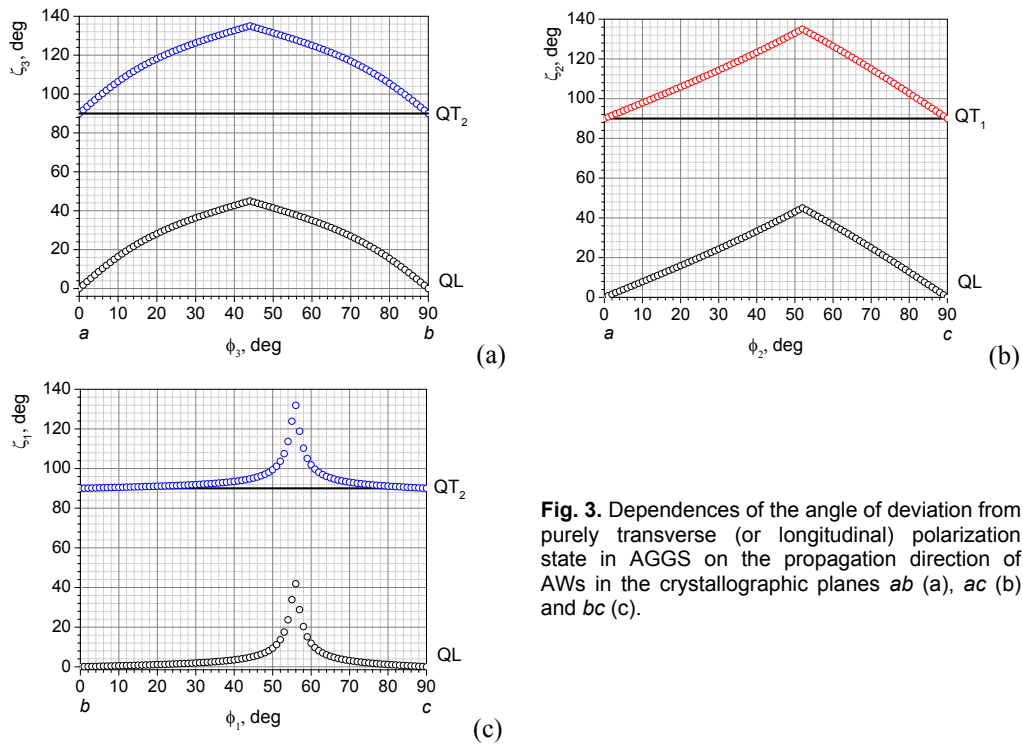 140
120
100
80
60
40
20
0
ζ3, deg
QT2
QL
0 10 20 30 40 50 60 70 80 90
a b
ϕ3, deg
(a)
140
120
100
80
60
40
20
0
ζ2, deg
QT1
QL
0 10 20 30 40 50 60 70 80 90
a c
ϕ2, deg
(b)
140
120
100
80
60
40
20
0
ζ1, deg
QT2
QL
0 10 20 30 40 50 60 70 80 90
b c
ϕ1, deg
(c)
Fig. 3. Dependences of the angle of deviation from
purely transverse (or longitudinal) polarization
state in AGGS on the propagation direction of
AWs in the crystallographic planes ab (a), ac (b)
and bc (c).